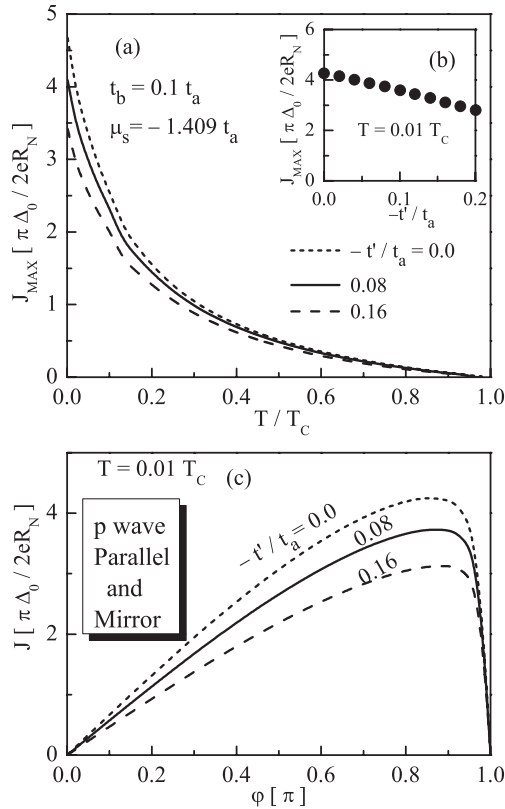 6
5
4
3
2
1
0
J_MAX [ π Δ_0 / 2eR_N ]
(a)
t_b = 0.1 t_a
μ_s = − 1.409 t_a
6
4
2
0
J_MAX [ π Δ_0 / 2eR_N ]
(b)
T = 0.01 T_C
0.0 0.1 0.2
−t' / t_a
− t' / t_a = 0.0
0.08
0.16
0.0 0.2 0.4 0.6 0.8 1.0
T / T_C
T = 0.01 T_C
(c)
p wave
Parallel
and
Mirror
− t' / t_a = 0.0
0.08
0.16
4
2
0
J [ π Δ_0 / 2eR_N ]
0.0 0.2 0.4 0.6 0.8 1.0
φ [ π ]